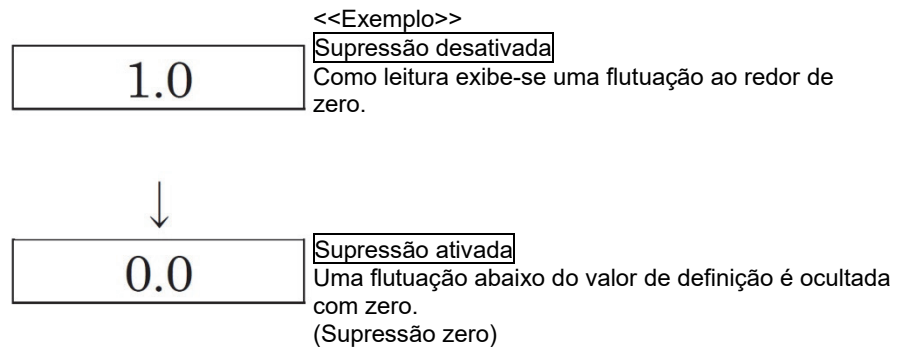 <<Exemplo>>
Supressão desativada
1.0
Como leitura exibe-se uma flutuação ao redor de
zero.
↓
Supressão ativada
0.0
Uma flutuação abaixo do valor de definição é ocultada
com zero.
(Supressão zero)